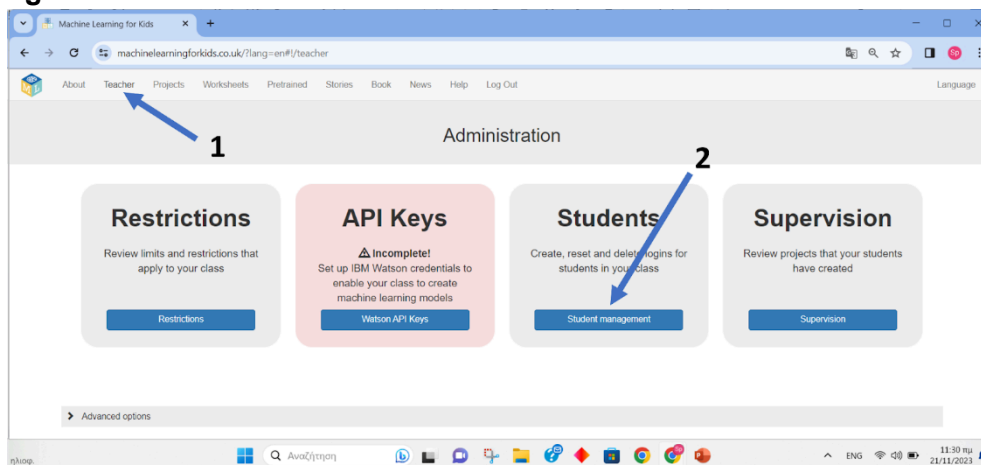 Machine Learning for Kids
machinelearningforkids.co.uk/?lang=en#!/teacher
Sp
About Teacher Projects Worksheets Pretrained Stories Book News Help Log Out Language
1
Administration
2
Restrictions
Review limits and restrictions that
apply to your class
Restrictions
API Keys
Incomplete!
Set up IBM Watson credentials to
enable your class to create
machine learning models
Watson API Keys
Students
Create, reset and delete logins for
students in your class
Student management
Supervision
Review projects that your students
have created
Supervision
Advanced options
ηλιοφ.
Αναζήτηση
ENG
11:30 πμ
21/11/2023